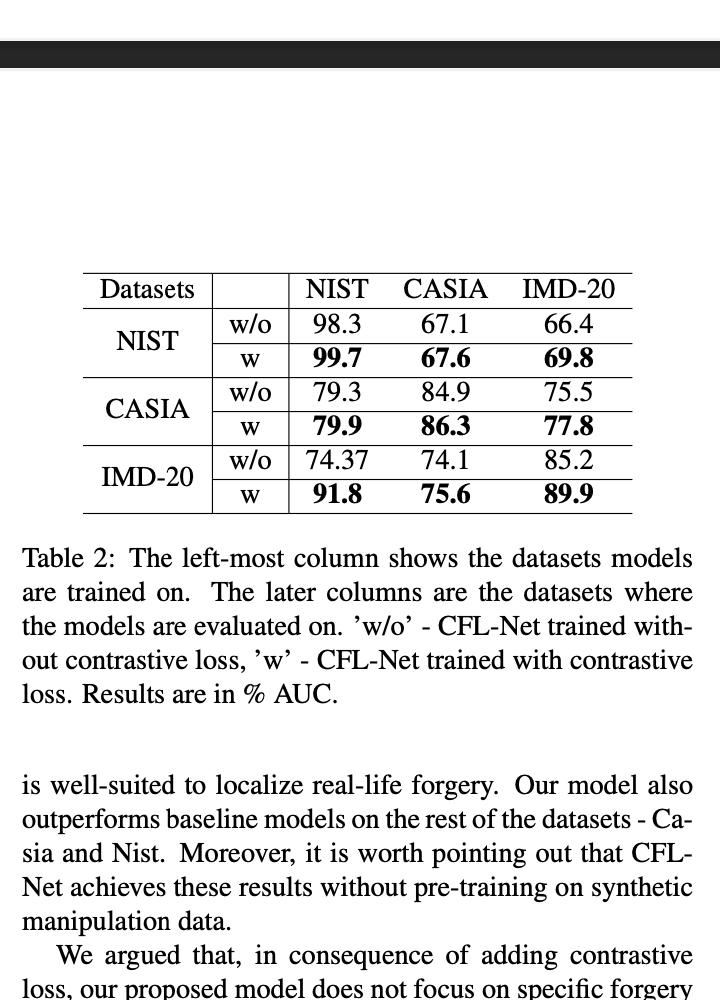 Datasets NIST CASIA IMD-20
NIST w/o 98.3 67.1 66.4
w 99.7 67.6 69.8
CASIA w/o 79.3 84.9 75.5
w 79.9 86.3 77.8
IMD-20 w/o 74.37 74.1 85.2
w 91.8 75.6 89.9
Table 2: The left-most column shows the datasets models
are trained on. The later columns are the datasets where
the models are evaluated on. ’w/o’ - CFL-Net trained with-
out contrastive loss, ’w’ - CFL-Net trained with contrastive
loss. Results are in % AUC.
is well-suited to localize real-life forgery. Our model also
outperforms baseline models on the rest of the datasets - Ca-
sia and Nist. Moreover, it is worth pointing out that CFL-
Net achieves these results without pre-training on synthetic
manipulation data.
We argued that, in consequence of adding contrastive
loss, our proposed model does not focus on specific forgery